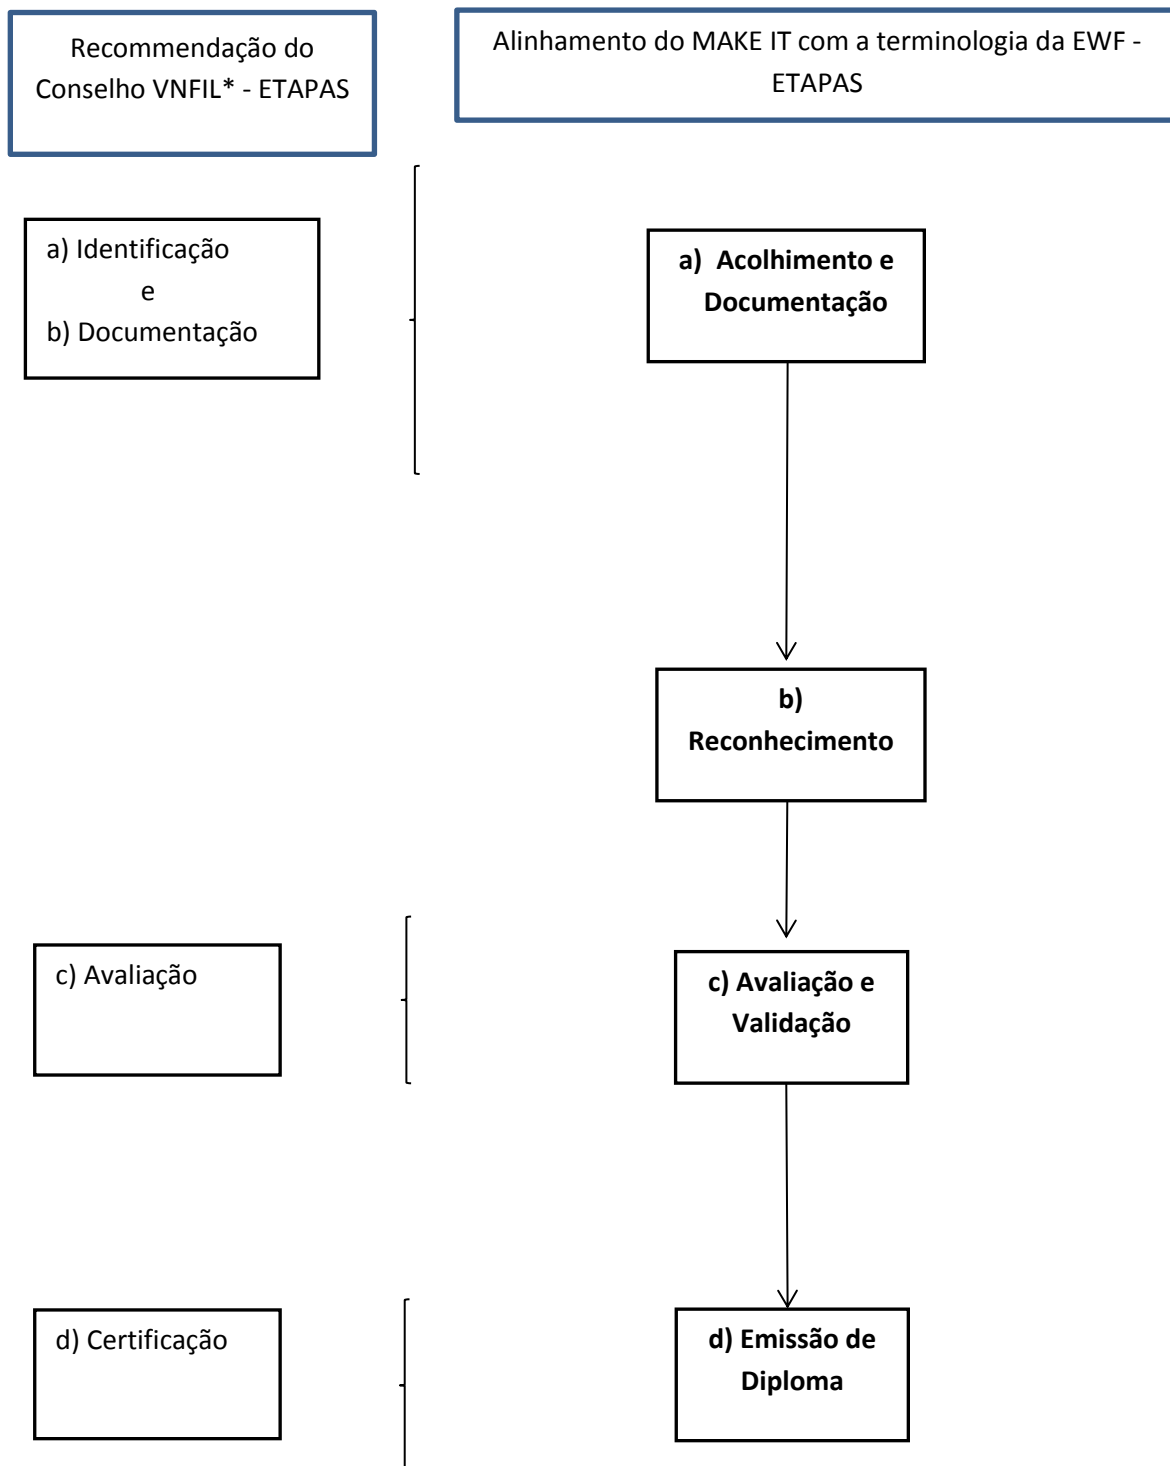 Recommendação do
Conselho VNFIL* - ETAPAS
Alinhamento do MAKE IT com a terminologia da EWF -
ETAPAS
a) Identificação
e
b) Documentação
a) Acolhimento e
Documentação
b)
Reconhecimento
c) Avaliação
c) Avaliação e
Validação
d) Certificação
d) Emissão de
Diploma